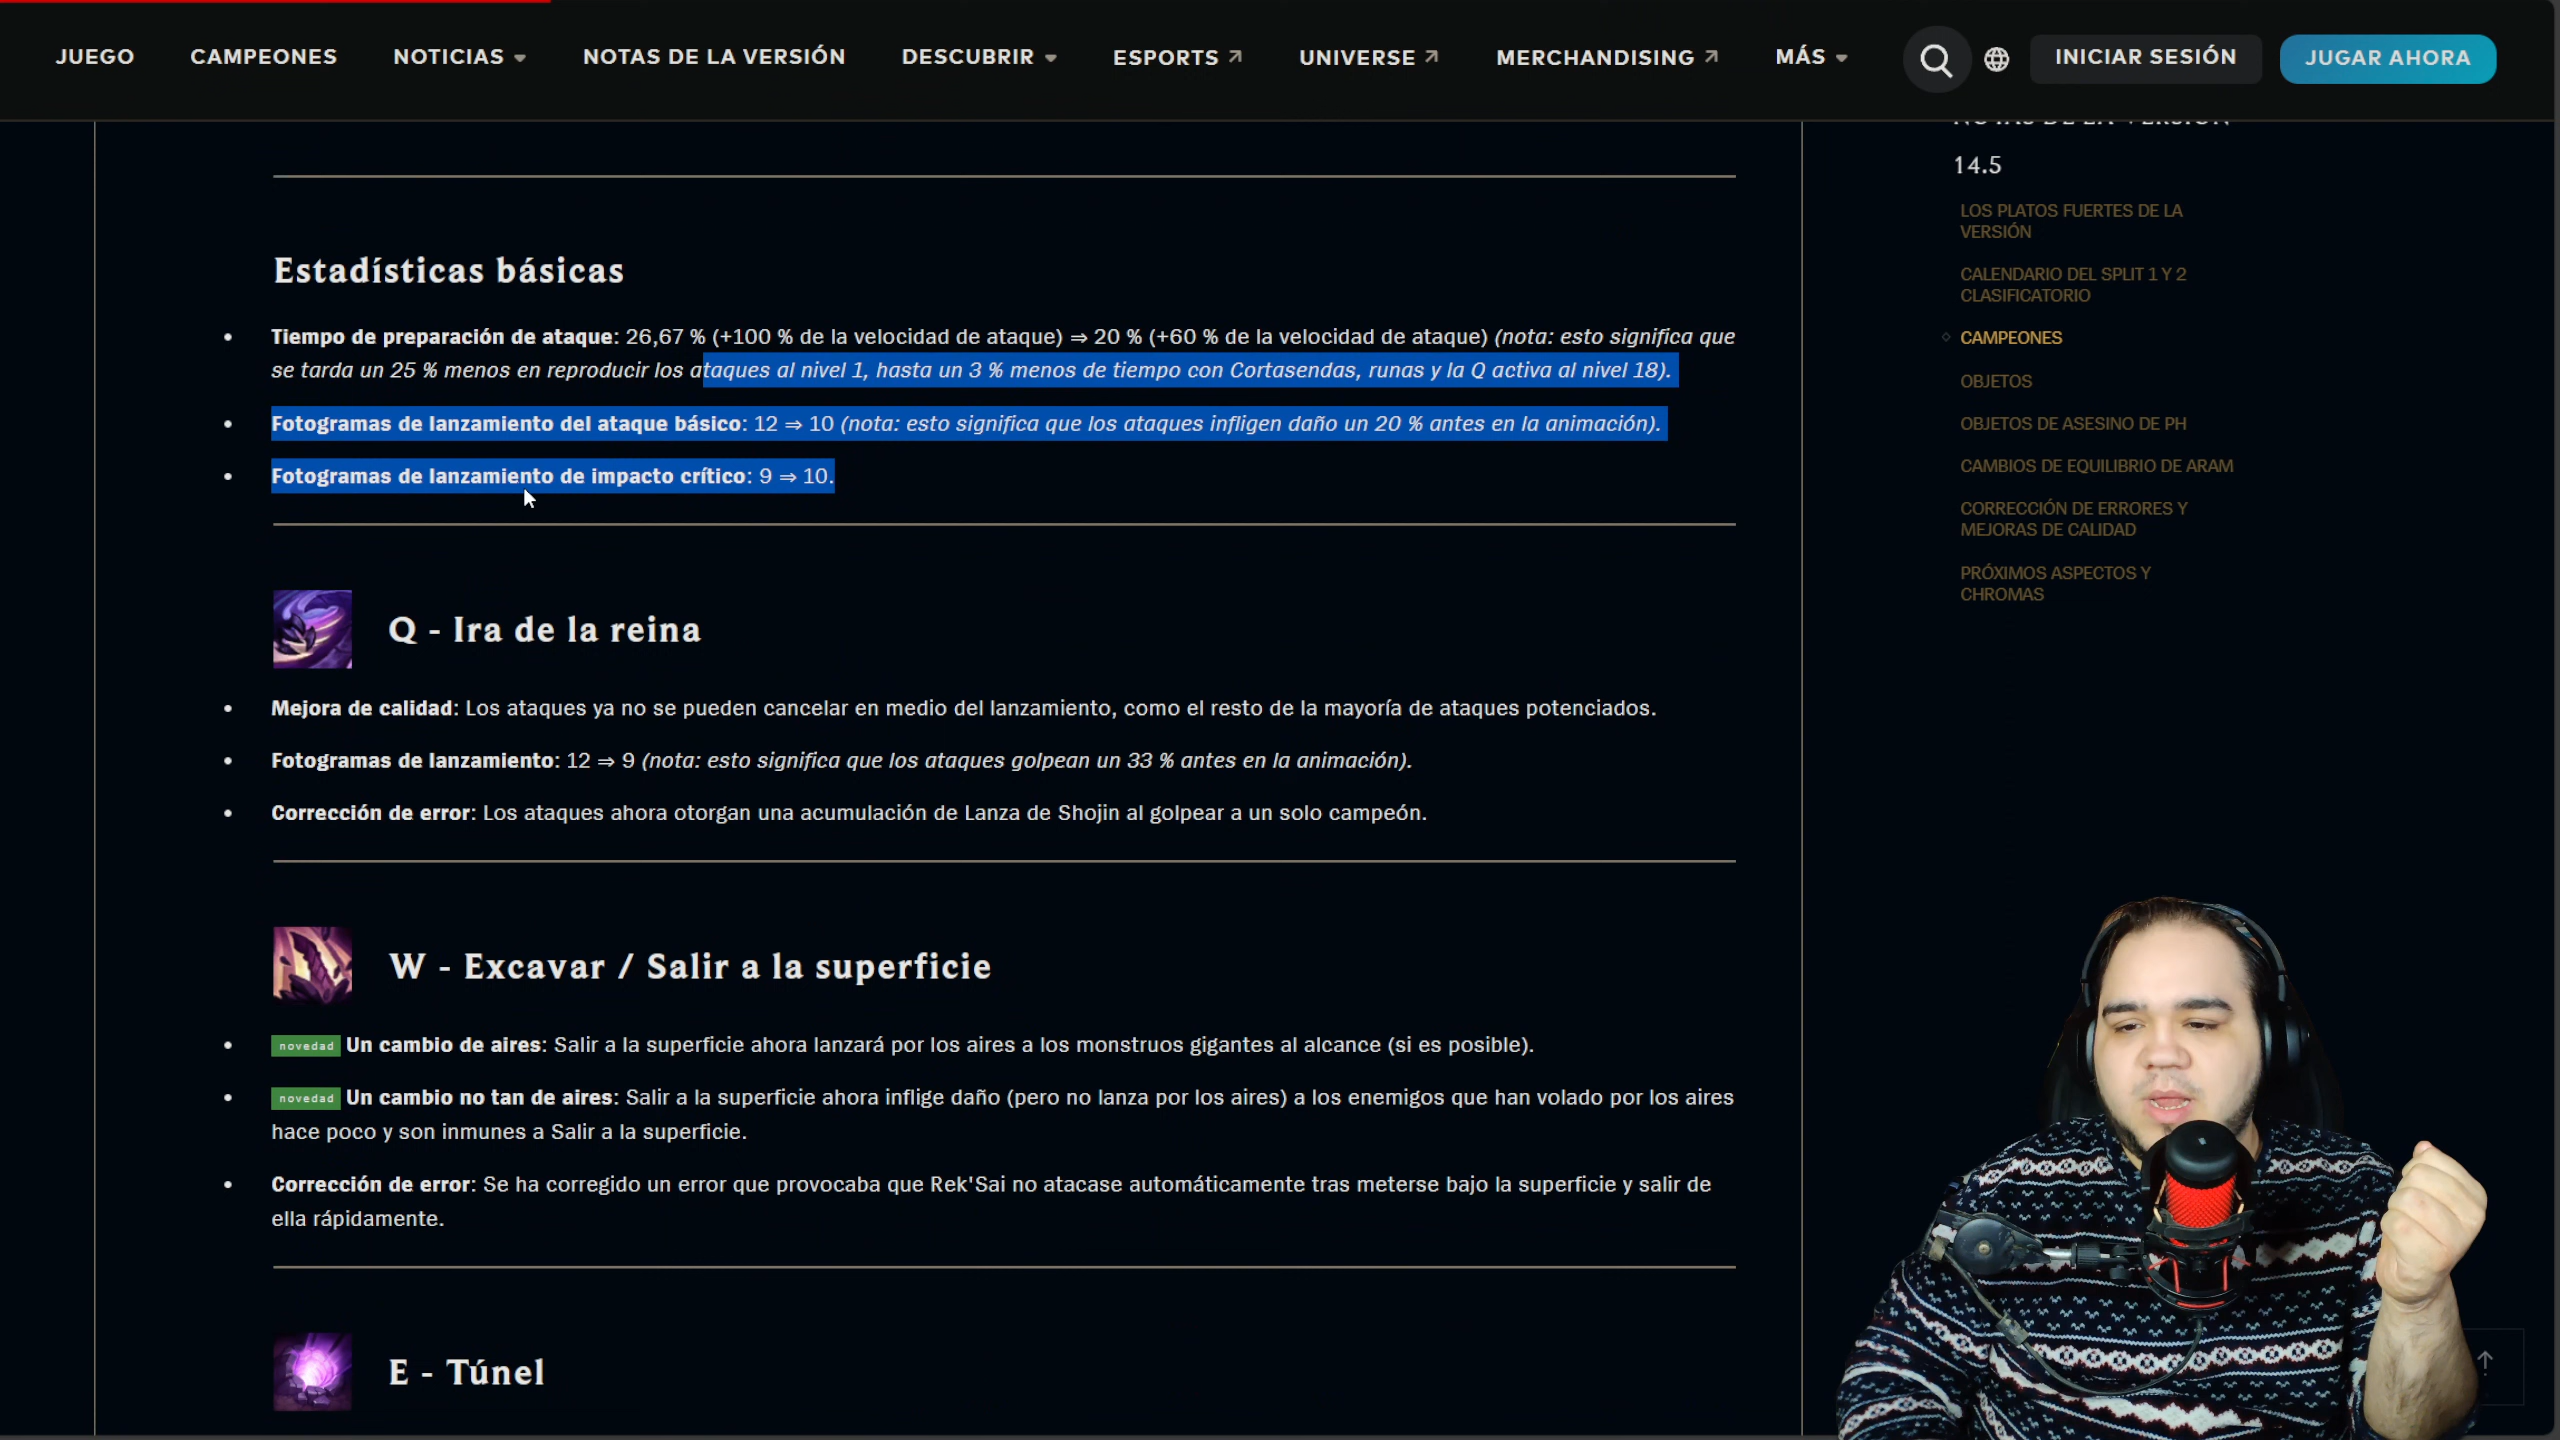 JUEGO CAMPEONES NOTICIAS NOTAS DE LA VERSIÓN DESCUBRIR ESPORTS UNIVERSE MERCHANDISING MÁS INICIAR SESIÓN JUGAR AHORA
NOTAS DE LA VERSIÓN
14.5
LOS PLATOS FUERTES DE LA
VERSIÓN
CALENDARIO DEL SPLIT 1 Y 2
CLASIFICATORIO
CAMPEONES
OBJETOS
OBJETOS DE ASESINO DE PH
CAMBIOS DE EQUILIBRIO DE ARAM
CORRECCIÓN DE ERRORES Y
MEJORAS DE CALIDAD
PRÓXIMOS ASPECTOS Y
CHROMAS
Estadísticas básicas
• Tiempo de preparación de ataque: 26,67 % (+100 % de la velocidad de ataque) ⇒ 20 % (+60 % de la velocidad de ataque) (nota: esto significa que
se tarda un 25 % menos en reproducir los ataques al nivel 1, hasta un 3 % menos de tiempo con Cortasendas, runas y la Q activa al nivel 18).
• Fotogramas de lanzamiento del ataque básico: 12 ⇒ 10 (nota: esto significa que los ataques infligen daño un 20 % antes en la animación).
• Fotogramas de lanzamiento de impacto crítico: 9 ⇒ 10.
Q - Ira de la reina
• Mejora de calidad: Los ataques ya no se pueden cancelar en medio del lanzamiento, como el resto de la mayoría de ataques potenciados.
• Fotogramas de lanzamiento: 12 ⇒ 9 (nota: esto significa que los ataques golpean un 33 % antes en la animación).
• Corrección de error: Los ataques ahora otorgan una acumulación de Lanza de Shojin al golpear a un solo campeón.
W - Excavar / Salir a la superficie
• novedad Un cambio de aires: Salir a la superficie ahora lanzará por los aires a los monstruos gigantes al alcance (si es posible).
• novedad Un cambio no tan de aires: Salir a la superficie ahora inflige daño (pero no lanza por los aires) a los enemigos que han volado por los aires
hace poco y son inmunes a Salir a la superficie.
• Corrección de error: Se ha corregido un error que provocaba que Rek'Sai no atacase automáticamente tras meterse bajo la superficie y salir de
ella rápidamente.
E - Túnel